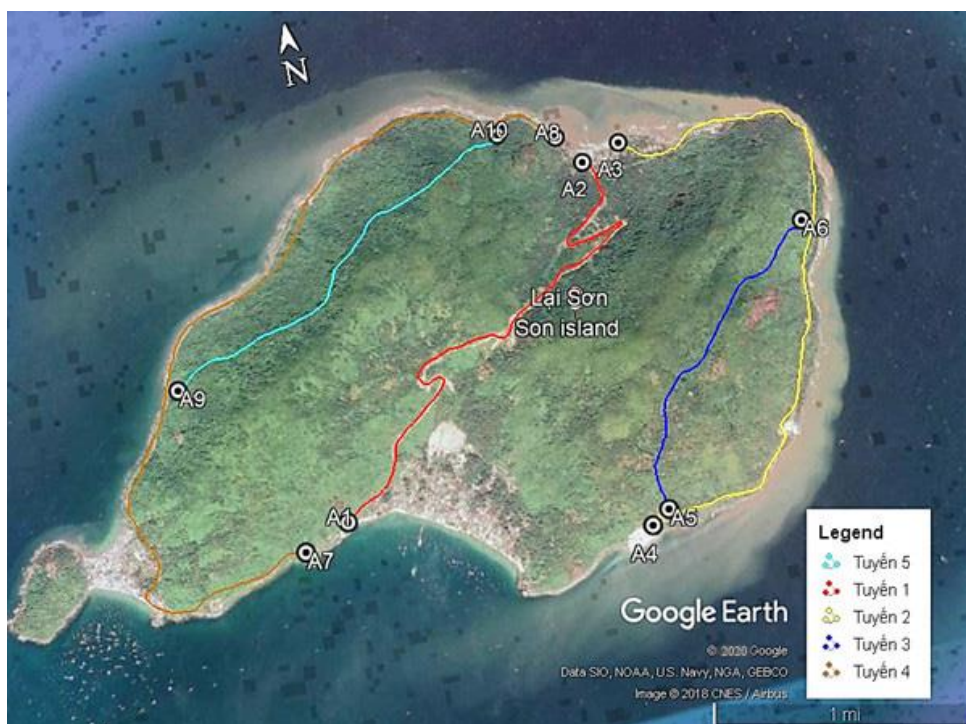 N
A10
A8
A3
A2
A6
Lại Sơn
Son island
A9
A1
A5
A4
A7
Legend
Tuyến 5
Tuyến 1
Tuyến 2
Tuyến 3
Tuyến 4
Google Earth
© 2020 Google
Data SIO, NOAA, U.S. Navy, NGA, GEBCO
Image © 2018 CNES / Airbus
1 mi